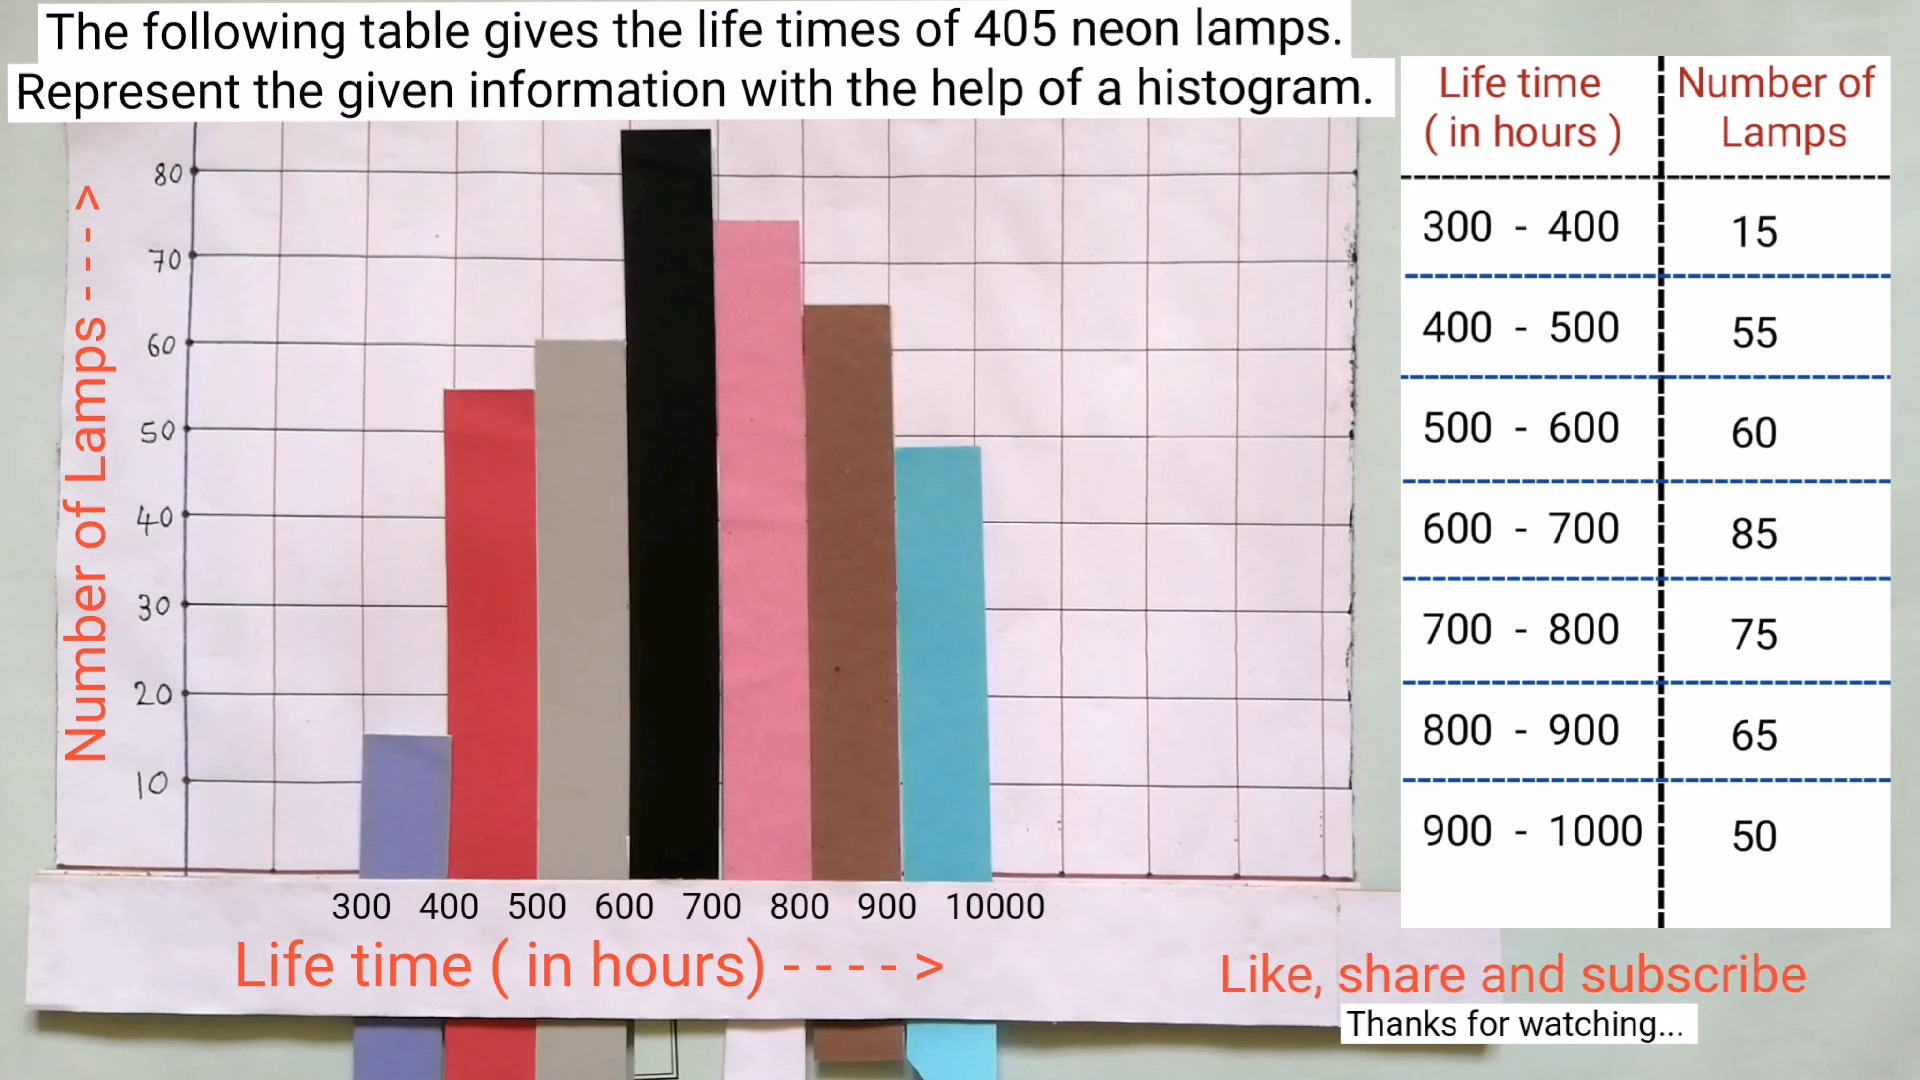 The following table gives the life times of 405 neon lamps.
Represent the given information with the help of a histogram.
Life time
( in hours )
Number of
Lamps
300 - 400 15
400 - 500 55
500 - 600 60
600 - 700 85
700 - 800 75
800 - 900 65
900 - 1000 50
Number of Lamps - - - >
80
70
60
50
40
30
20
10
300 400 500 600 700 800 900 10000
Life time ( in hours) - - - - >
Like, share and subscribe
Thanks for watching...